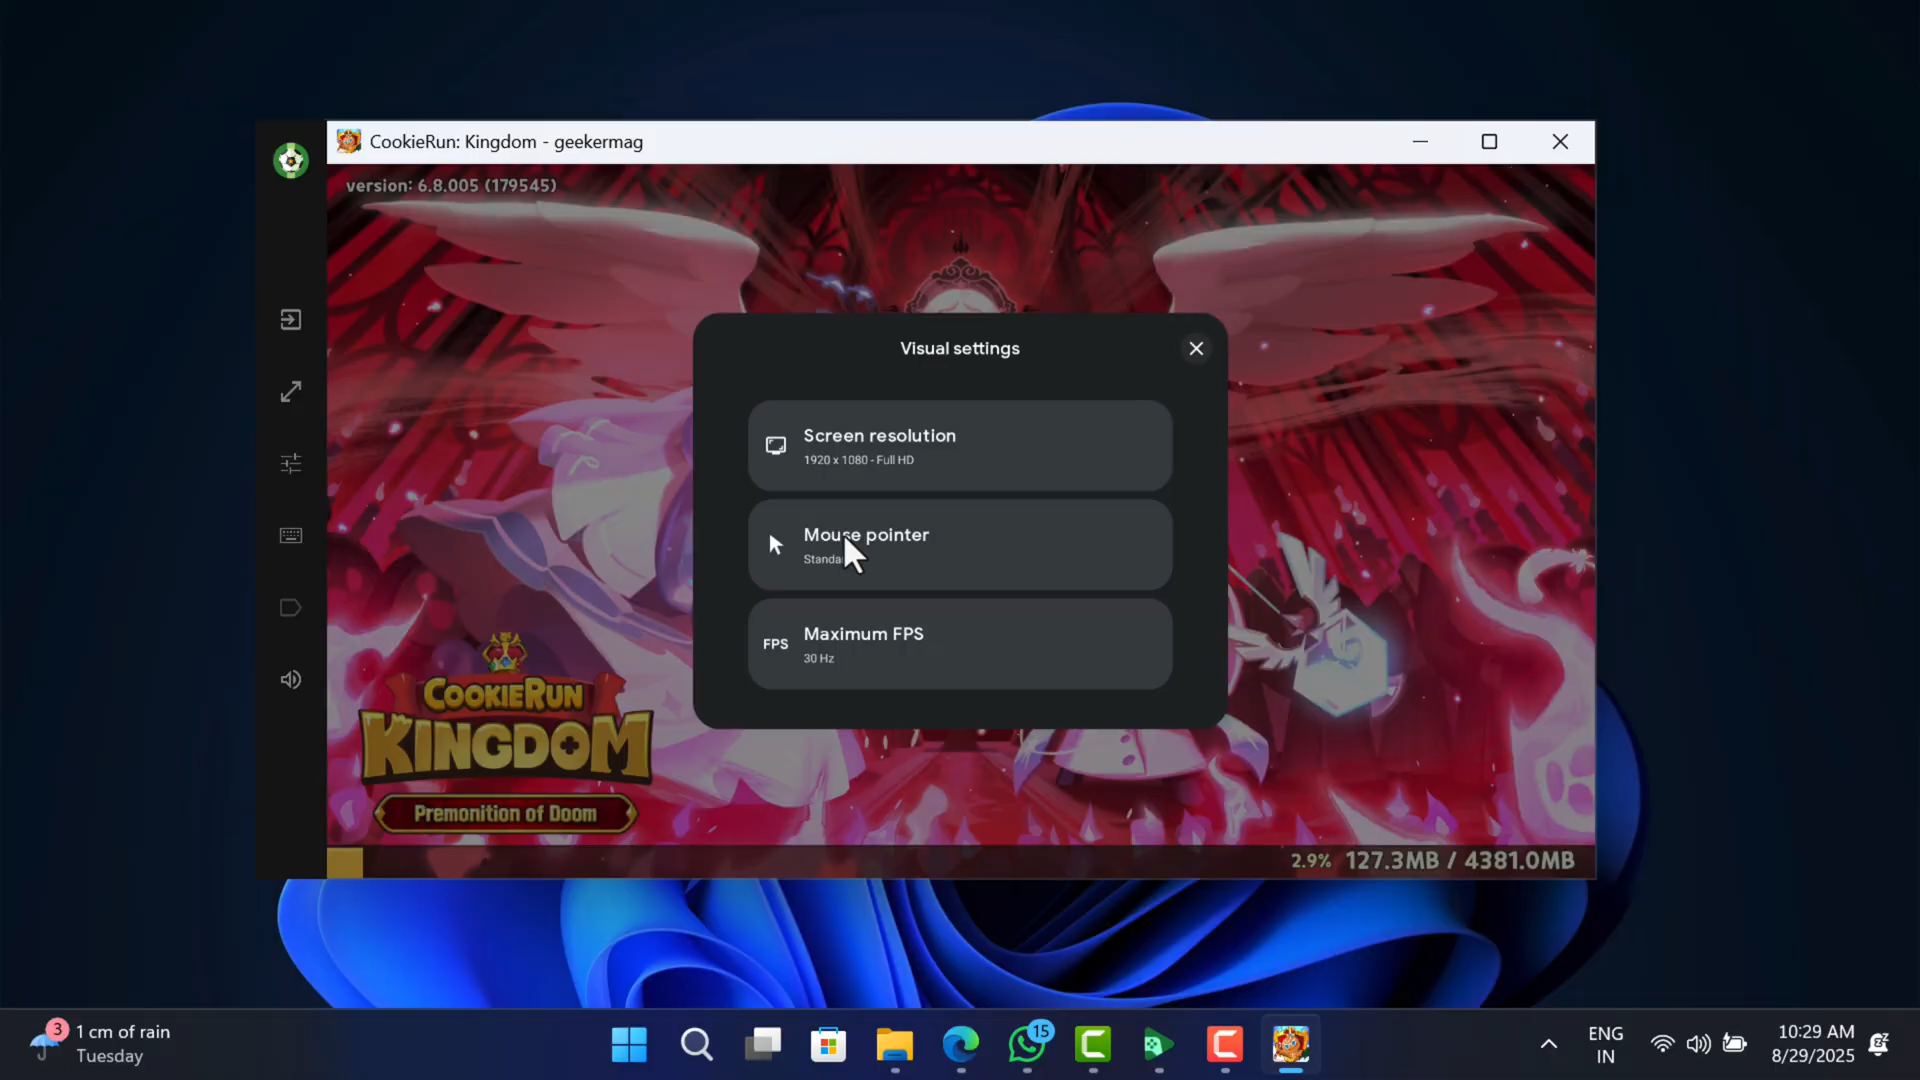 CookieRun: Kingdom - geekermag
version: 6.8.005 (179545)
Visual settings
Screen resolution
1920 x 1080 - Full HD
Mouse pointer
FPS
Maximum FPS
30 Hz
COOKIERUN
KINGDOM
Premonition of Doom
2.9% 127.3MB / 4381.0MB
3
1 cm of rain
Tuesday
15
ENG
IN
10:29 AM
8/29/2025